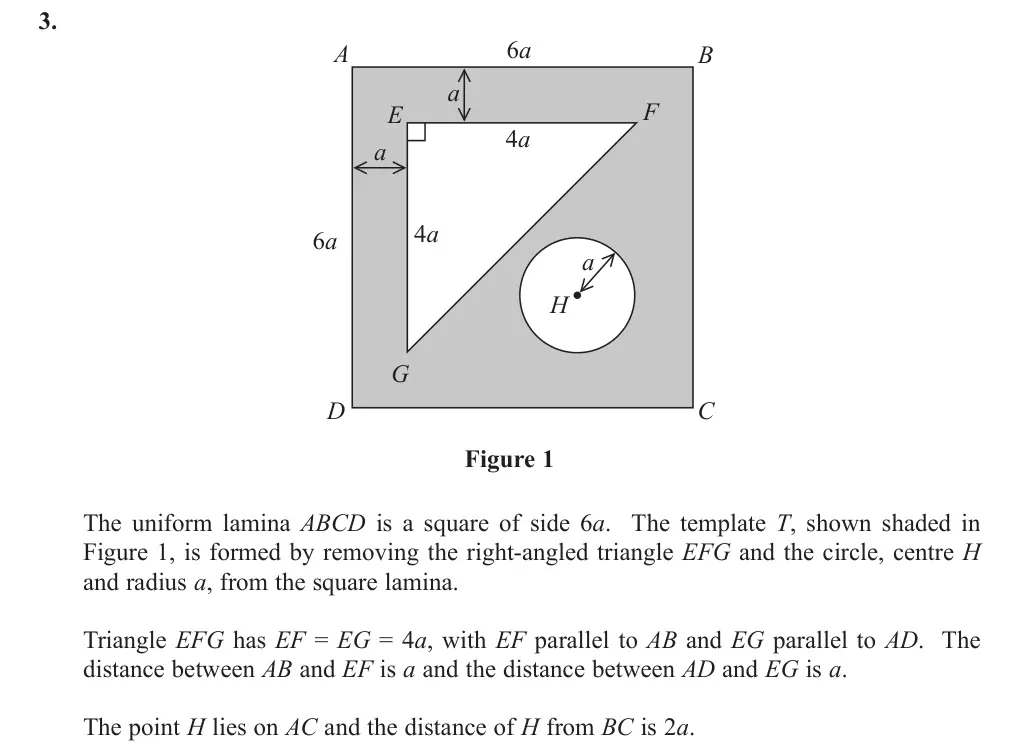 3.
A 6a B
a
E F
4a
a
6a 4a
a
H
G
D C
Figure 1
The uniform lamina ABCD is a square of side 6a. The template T, shown shaded in
Figure 1, is formed by removing the right-angled triangle EFG and the circle, centre H
and radius a, from the square lamina.
Triangle EFG has EF = EG = 4a, with EF parallel to AB and EG parallel to AD. The
distance between AB and EF is a and the distance between AD and EG is a.
The point H lies on AC and the distance of H from BC is 2a.